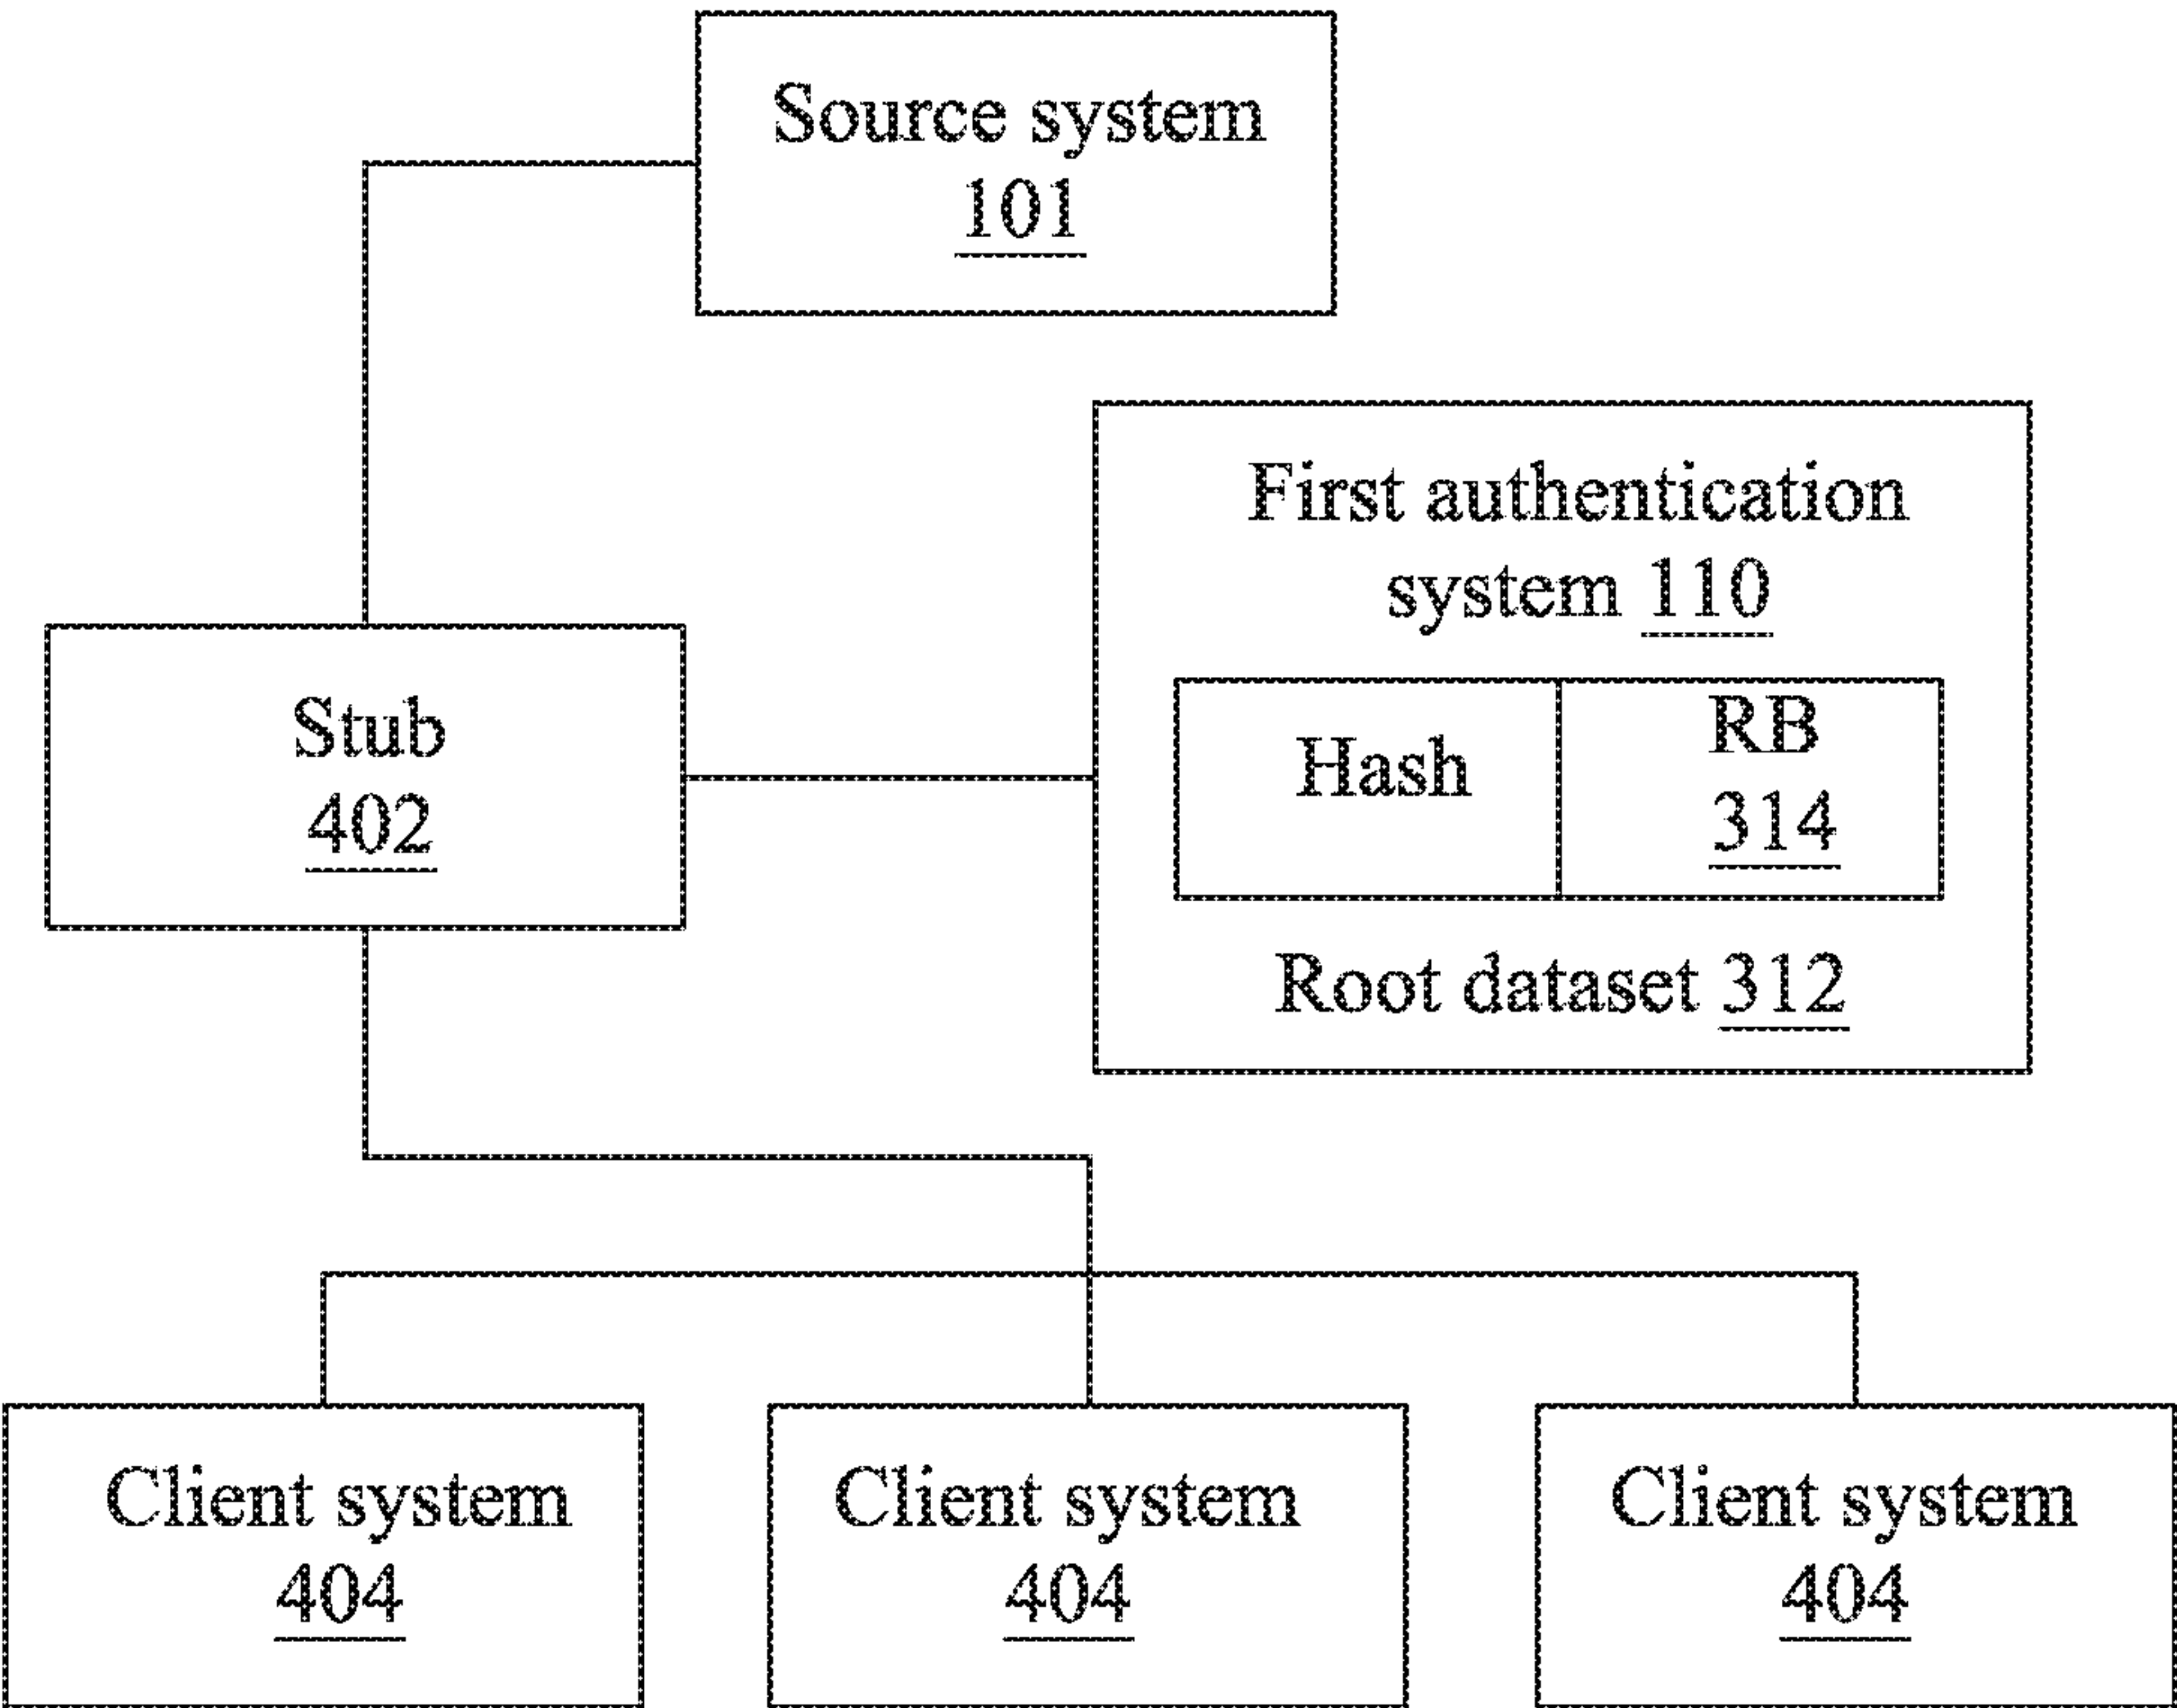 Source system
101
First authentication
system 110
Stub
402
Hash
RB
314
Root dataset 312
Client system
404
Client system
404
Client system
404